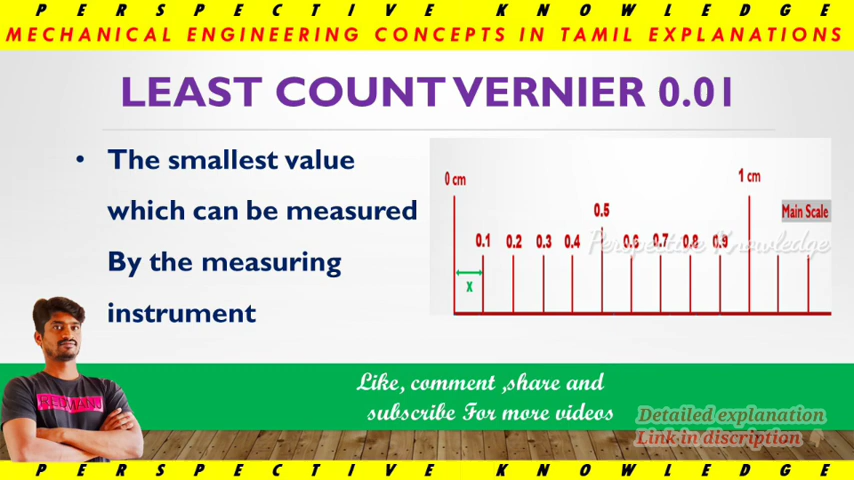 PERSPECTIVE KNOWLEDGE
MECHANICAL ENGINEERING CONCEPTS IN TAMIL EXPLANATIONS
LEAST COUNT VERNIER 0.01
• The smallest value
which can be measured
By the measuring
instrument
0 cm
1 cm
0.5
Main Scale
0.1 0.2 0.3 0.4 0.6 0.7 0.8 0.9
Perspective Knowledge
x
REDMANJ
Like, comment ,share and
subscribe For more videos
Detailed explanation
Link in discription
PERSPECTIVE KNOWLEDGE